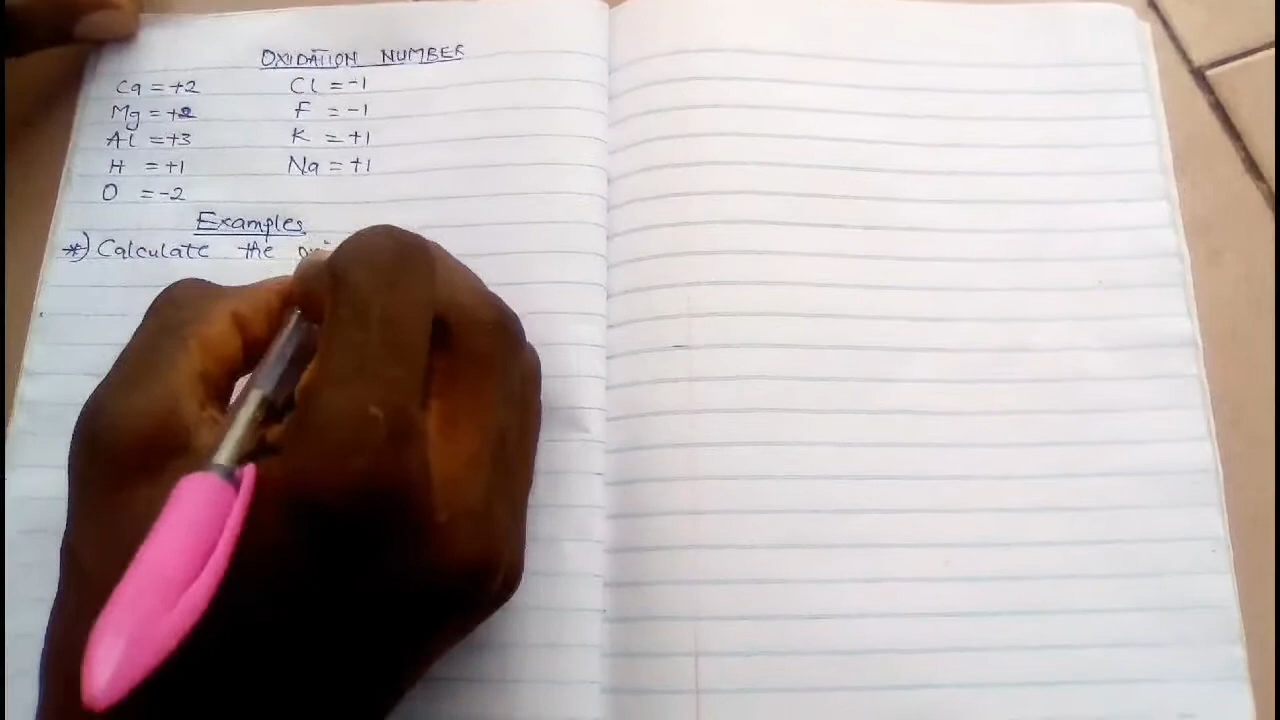 OXIDATION NUMBER
Ca = +2 Cl = -1
Mg = +2 F = -1
Al = +3 K = +1
H = +1 Na = +1
O = -2
Examples
*) Calculate the